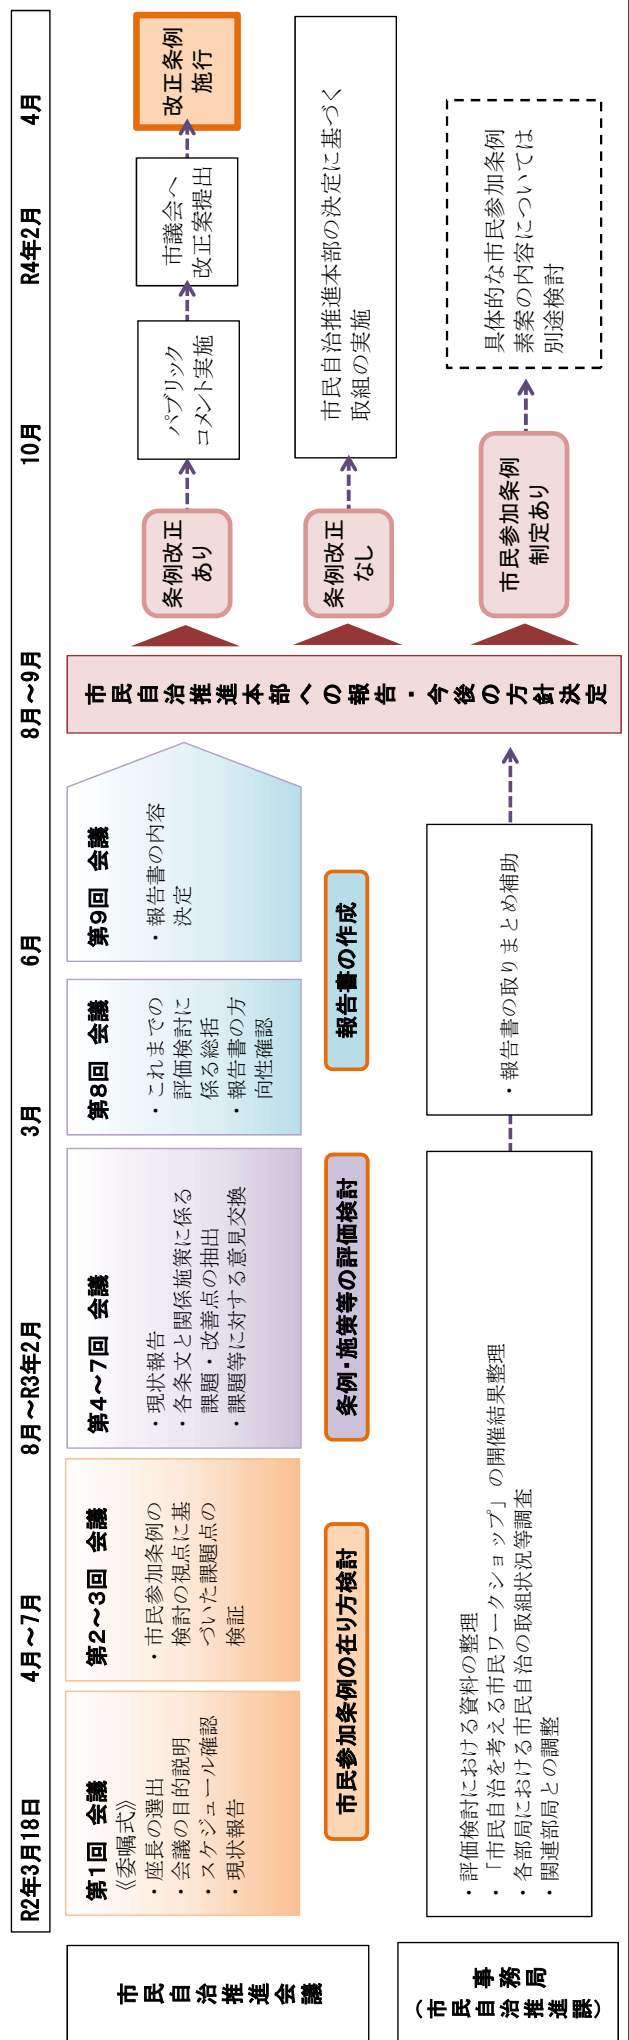 R2年3月18日
4月～7月
8月～R3年2月
3月
6月
8月～9月
10月
R4年2月
4月
市民自治推進会議
第1回 会議
《委嘱式》
・座長の選出
・会議の目的説明
・スケジュール確認
・現状報告
第2～3回 会議
・市民参加条例の
検討の視点に基
づいた課題点の
検証
第4～7回 会議
・現状報告
・各条文と関係施策に係る
課題・改善点の抽出
・課題等に対する意見交換
第8回 会議
・これまでの
評価検討に
係る総括
・報告書の方
向性確認
第9回 会議
・報告書の内容
決定
市民参加条例の在り方検討
条例・施策等の評価検討
報告書の作成
市民自治推進本部への報告・今後の方針決定
条例改正
あり
パブリック
コメント実施
市議会へ
改正案提出
改正条例
施行
条例改正
なし
市民自治推進本部の決定に基づく
取組の実施
市民参加条例
制定あり
具体的な市民参加条例
素案の内容については
別途検討
事務局
（市民自治推進課）
・評価検討における資料の整理
・「市民自治を考える市民ワークショップ」の開催結果整理
・各部局における市民自治の取組状況等調査
・関連部局との調整
・報告書の取りまとめ補助